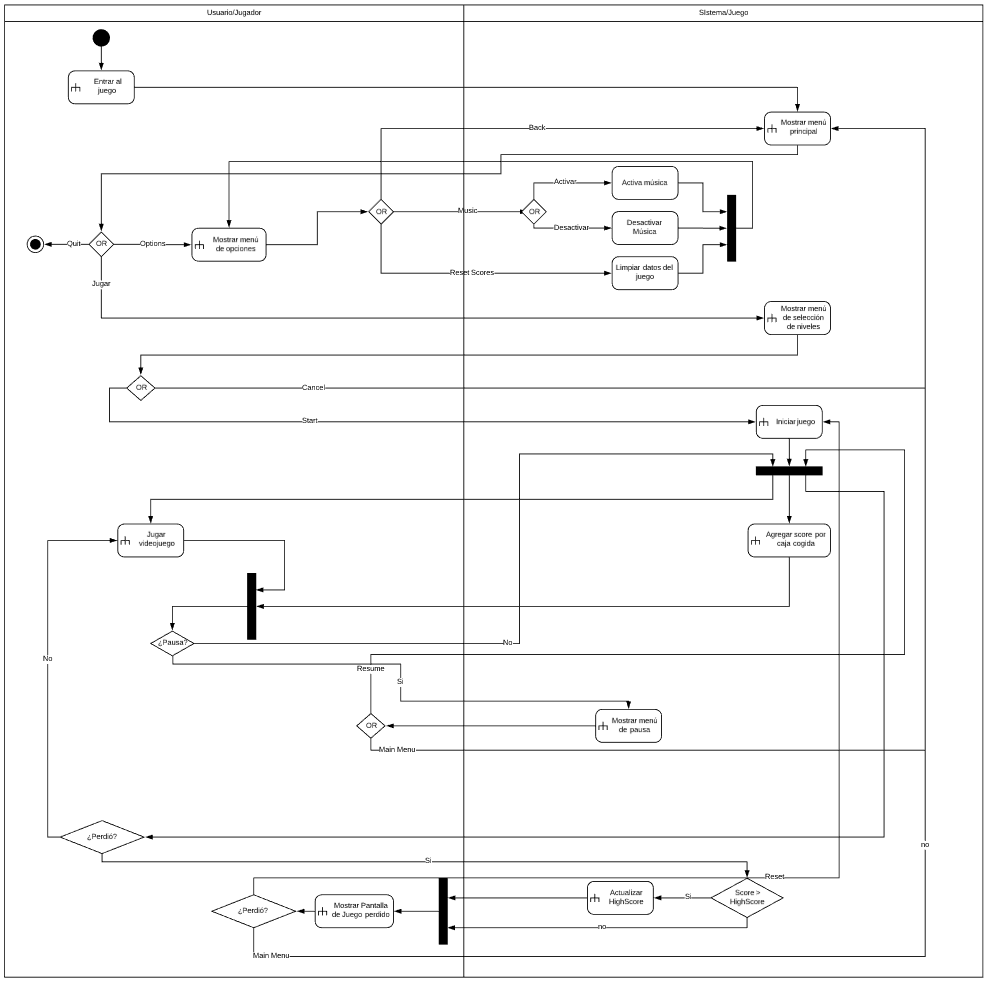 Usuario/Jugador
Sistema/Juego
Entrar al
juego
Mostrar menú
principal
Back
Activar
Activa música
OR
Music
OR
Desactivar
Desactivar
Música
Quit
OR
Options
Mostrar menú
de opciones
Reset Scores
Limpiar datos del
juego
Jugar
Mostrar menú
de selección
de niveles
OR
Cancel
Start
Iniciar juego
Jugar
videojuego
Agregar score por
caja cogida
¿Pausa?
No
No
Resume
Si
OR
Mostrar menú
de pausa
Main Menu
¿Perdió?
no
Si
Reset
¿Perdió?
Mostrar Pantalla
de Juego perdido
Actualizar
HighScore
Si
Score >
HighScore
no
Main Menu